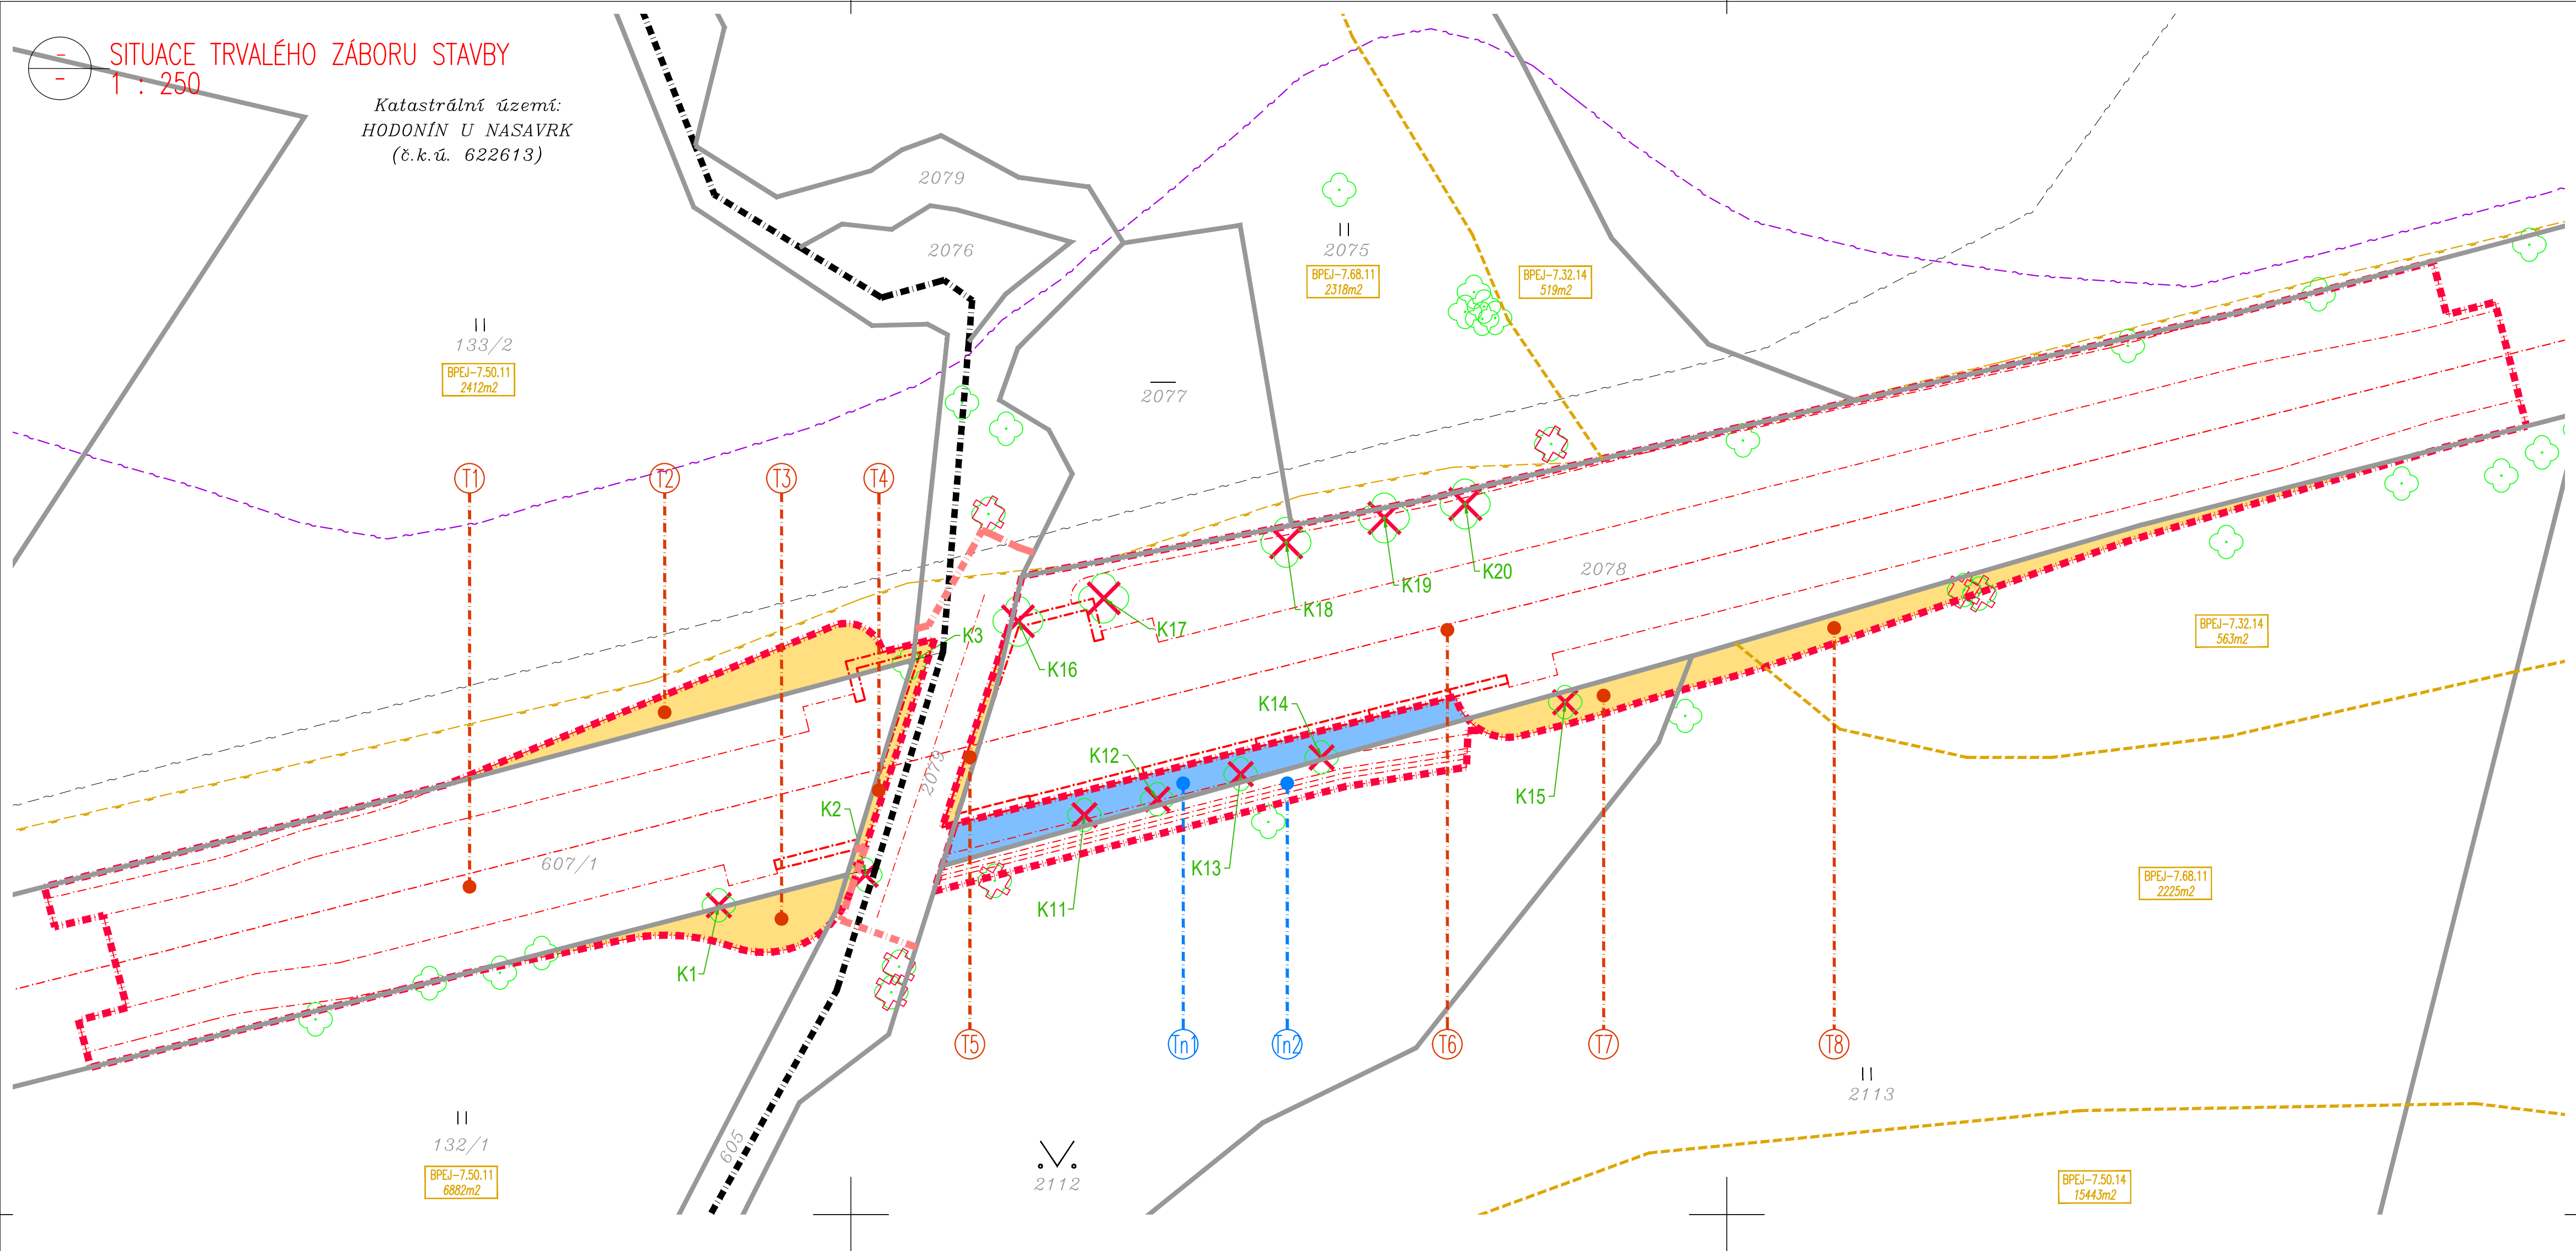 SITUACE TRVALÉHO ZÁBORU STAVBY
1 : 250
Katastrální území:
HODONÍN U NASAVRK
(č.k.ú. 622613)
2079
2076
2075
BPEJ-7.68.11
2318m2
BPEJ-7.32.14
519m2
133/2
BPEJ-7.50.11
2412m2
2077
T1
T2
T3
T4
K18
K19
K20
2078
K3
K17
K16
BPEJ-7.32.14
563m2
K14
K12
K2
2079
K15
607/1
K13
K11
K1
BPEJ-7.68.11
2225m2
T5
Tn1
Tn2
T6
T7
T8
2113
132/1
605
BPEJ-7.50.11
6882m2
2112
BPEJ-7.50.14
15443m2